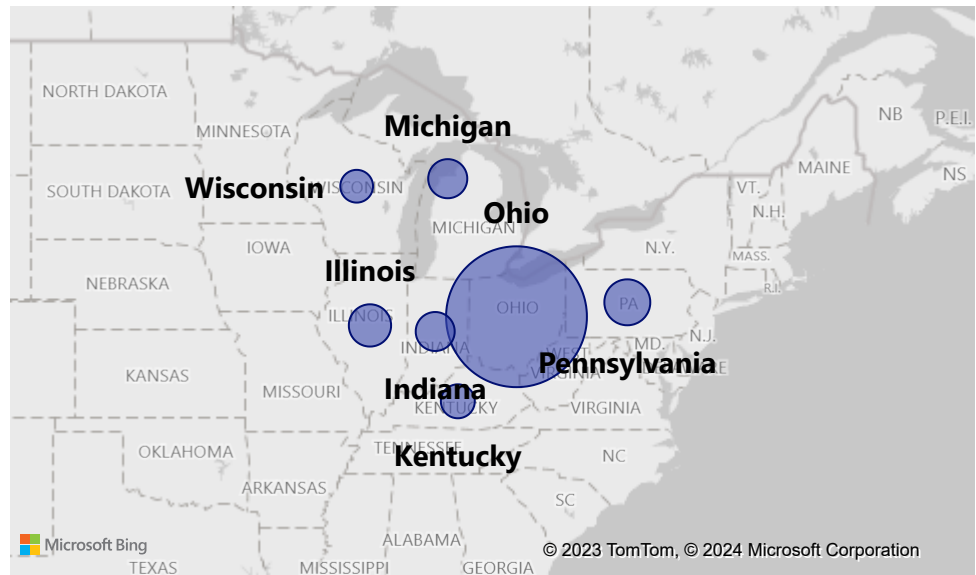 NORTH DAKOTA
MINNESOTA
Michigan
NB
P.E.I.
MAINE
NS
SOUTH DAKOTA
Wisconsin
WISCONSIN
VT.
N.H.
Ohio
MICHIGAN
IOWA
N.Y.
MASS.
Illinois
NEBRASKA
R.I.
OHIO
PA
ILLINOIS
INDIANA
N.J.
MD.
WEST
VIRGINIA
Pennsylvania
DELAWARE
KANSAS
MISSOURI
Indiana
KENTUCKY
VIRGINIA
OKLAHOMA
TENNESSEE
Kentucky
NC
ARKANSAS
SC
Microsoft Bing
ALABAMA
© 2023 TomTom, © 2024 Microsoft Corporation
TEXAS
MISSISSIPPI
GEORGIA